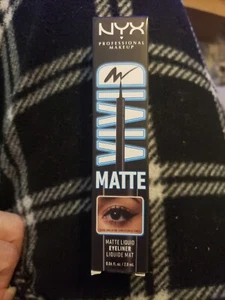 NYX
PROFESSIONAL
MAKEUP
VIVID
MATTE
MATTE LIQUID
EYELINER
LIQUIDE MAT